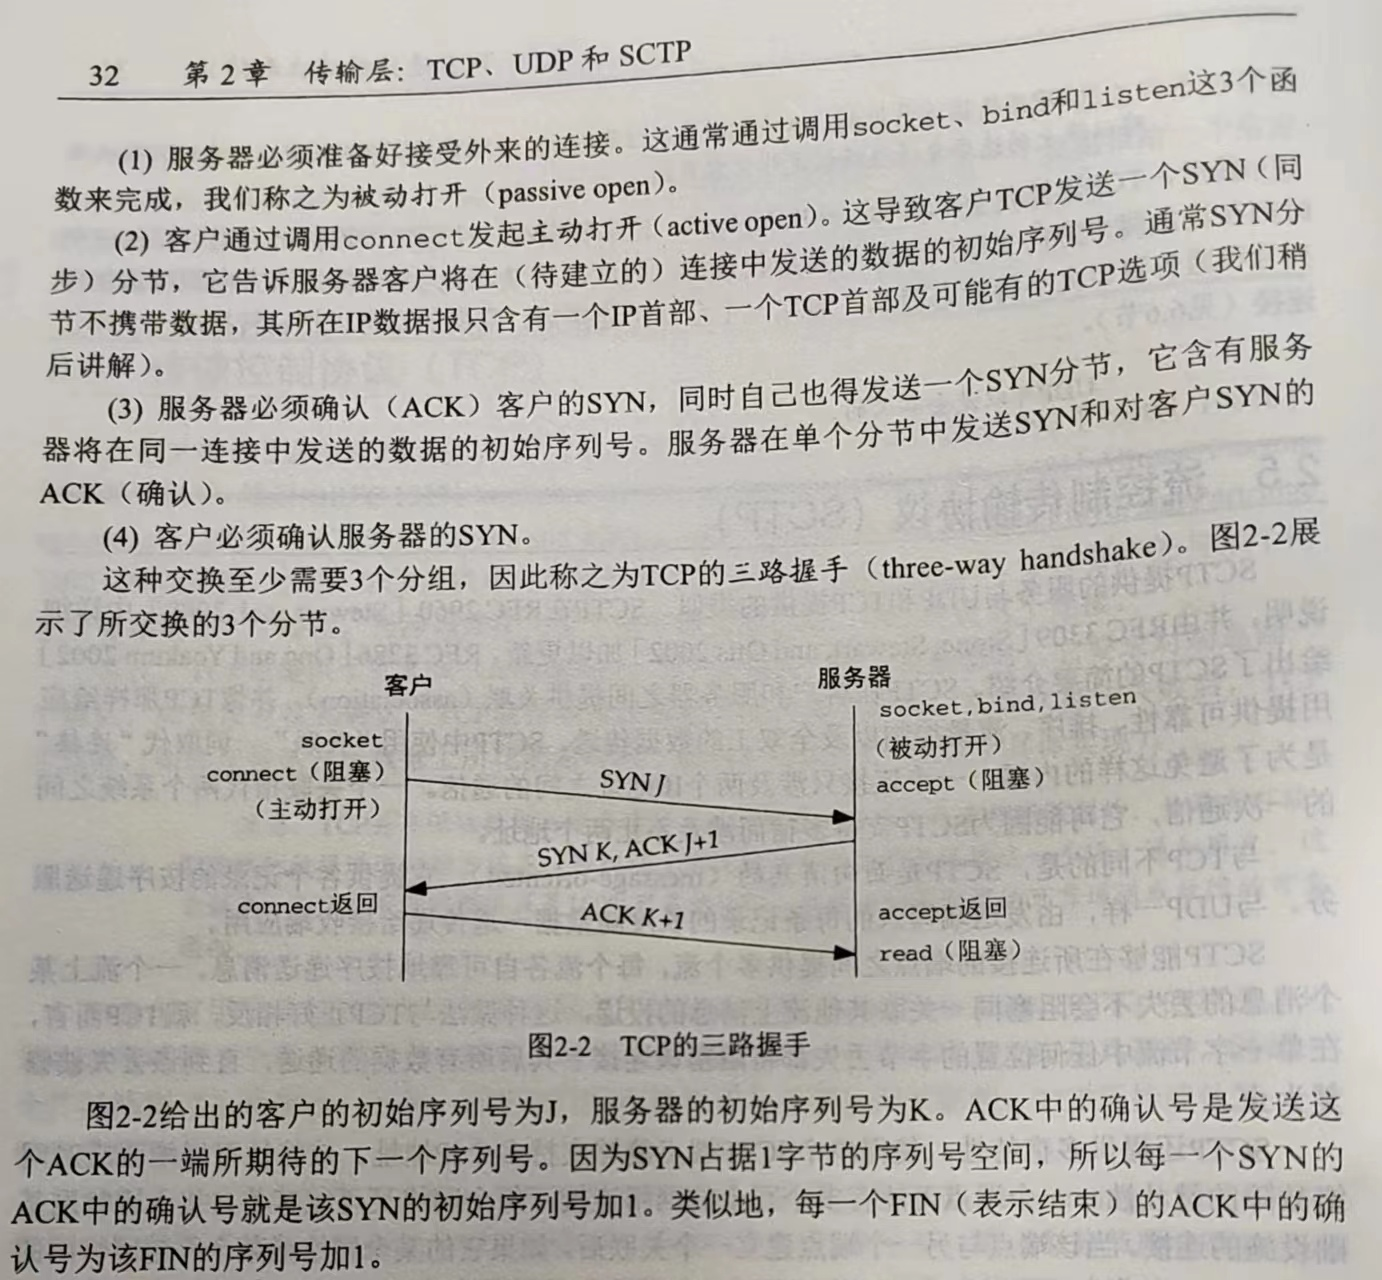 32 第2章 传输层：TCP、UDP 和 SCTP
(1) 服务器必须准备好接受外来的连接。这通常通过调用socket、bind和listen这3个函
数来完成，我们称之为被动打开（passive open）。
(2) 客户通过调用connect发起主动打开（active open）。这导致客户TCP发送一个SYN（同
步）分节，它告诉服务器客户将在（待建立的）连接中发送的数据的初始序列号。通常SYN分
节不携带数据，其所在IP数据报只含有一个IP首部、一个TCP首部及可能有的TCP选项（我们稍
后讲解）。
(3) 服务器必须确认（ACK）客户的SYN，同时自己也得发送一个SYN分节，它含有服务
器将在同一连接中发送的数据的初始序列号。服务器在单个分节中发送SYN和对客户SYN的
ACK（确认）。
(4) 客户必须确认服务器的SYN。
这种交换至少需要3个分组，因此称之为TCP的三路握手（three-way handshake）。图2-2展
示了所交换的3个分节。
客户
服务器
socket
connect（阻塞）
（主动打开）
socket,bind,listen
（被动打开）
accept（阻塞）
SYN J
SYN K, ACK J+1
connect返回
ACK K+1
accept返回
read（阻塞）
图2-2 TCP的三路握手
图2-2给出的客户的初始序列号为J，服务器的初始序列号为K。ACK中的确认号是发送这
个ACK的一端所期待的下一个序列号。因为SYN占据1字节的序列号空间，所以每一个SYN的
ACK中的确认号就是该SYN的初始序列号加1。类似地，每一个FIN（表示结束）的ACK中的确
认号为该FIN的序列号加1。